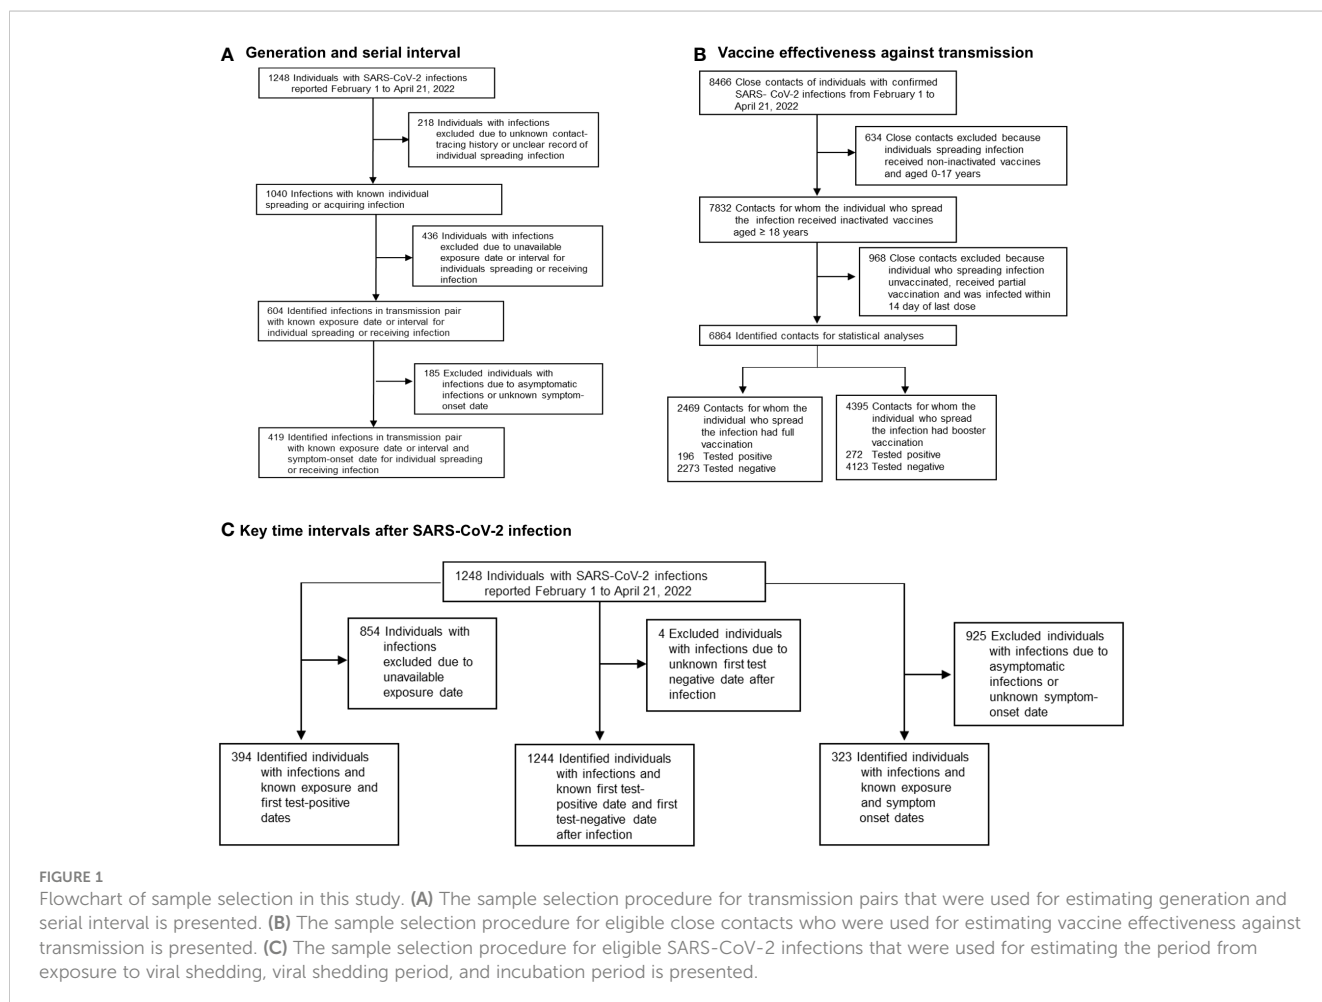 A Generation and serial interval
1248 Individuals with SARS-CoV-2 infections
reported February 1 to April 21, 2022
218 Individuals with infections
excluded due to unknown contact-
tracing history or unclear record of
individual spreading infection
1040 Infections with known individual
spreading or acquiring infection
436 Individuals with infections
excluded due to unavailable
exposure date or interval for
individuals spreading or receiving
infection
604 Identified infections in transmission pair
with known exposure date or interval for
individual spreading or receiving infection
185 Excluded individuals with
infections due to asymptomatic
infections or unknown symptom-
onset date
419 Identified infections in transmission pair
with known exposure date or interval and
symptom-onset date for individual spreading
or receiving infection
B Vaccine effectiveness against transmission
8466 Close contacts of individuals with confirmed
SARS- CoV-2 infections from February 1 to
April 21, 2022
634 Close contacts excluded because
individuals spreading infection
received non-inactivated vaccines
and aged 0-17 years
7832 Contacts for whom the individual who spread
the infection received inactivated vaccines
aged ≥ 18 years
968 Close contacts excluded because
individual who spreading infection
unvaccinated, received partial
vaccination and was infected within
14 day of last dose
6864 Identified contacts for statistical analyses
2469 Contacts for whom the
individual who spread
the infection had full
vaccination
196 Tested positive
2273 Tested negative
4395 Contacts for whom the
individual who spread
the infection had booster
vaccination
272 Tested positive
4123 Tested negative
C Key time intervals after SARS-CoV-2 infection
1248 Individuals with SARS-CoV-2 infections
reported February 1 to April 21, 2022
854 Individuals with
infections
excluded due to
unavailable
exposure date
4 Excluded individuals
with infections due to
unknown first test
negative date after
infection
925 Excluded individuals
with infections due to
asymptomatic
infections or
unknown symptom-
onset date
394 Identified individuals
with infections and
known exposure and
first test-positive
dates
1244 Identified individuals
with infections and
known first test-
positive date and first
test-negative date
after infection
323 Identified individuals
with infections and
known exposure
and symptom
onset dates
FIGURE 1
Flowchart of sample selection in this study. (A) The sample selection procedure for transmission pairs that were used for estimating generation and
serial interval is presented. (B) The sample selection procedure for eligible close contacts who were used for estimating vaccine effectiveness against
transmission is presented. (C) The sample selection procedure for eligible SARS-CoV-2 infections that were used for estimating the period from
exposure to viral shedding, viral shedding period, and incubation period is presented.